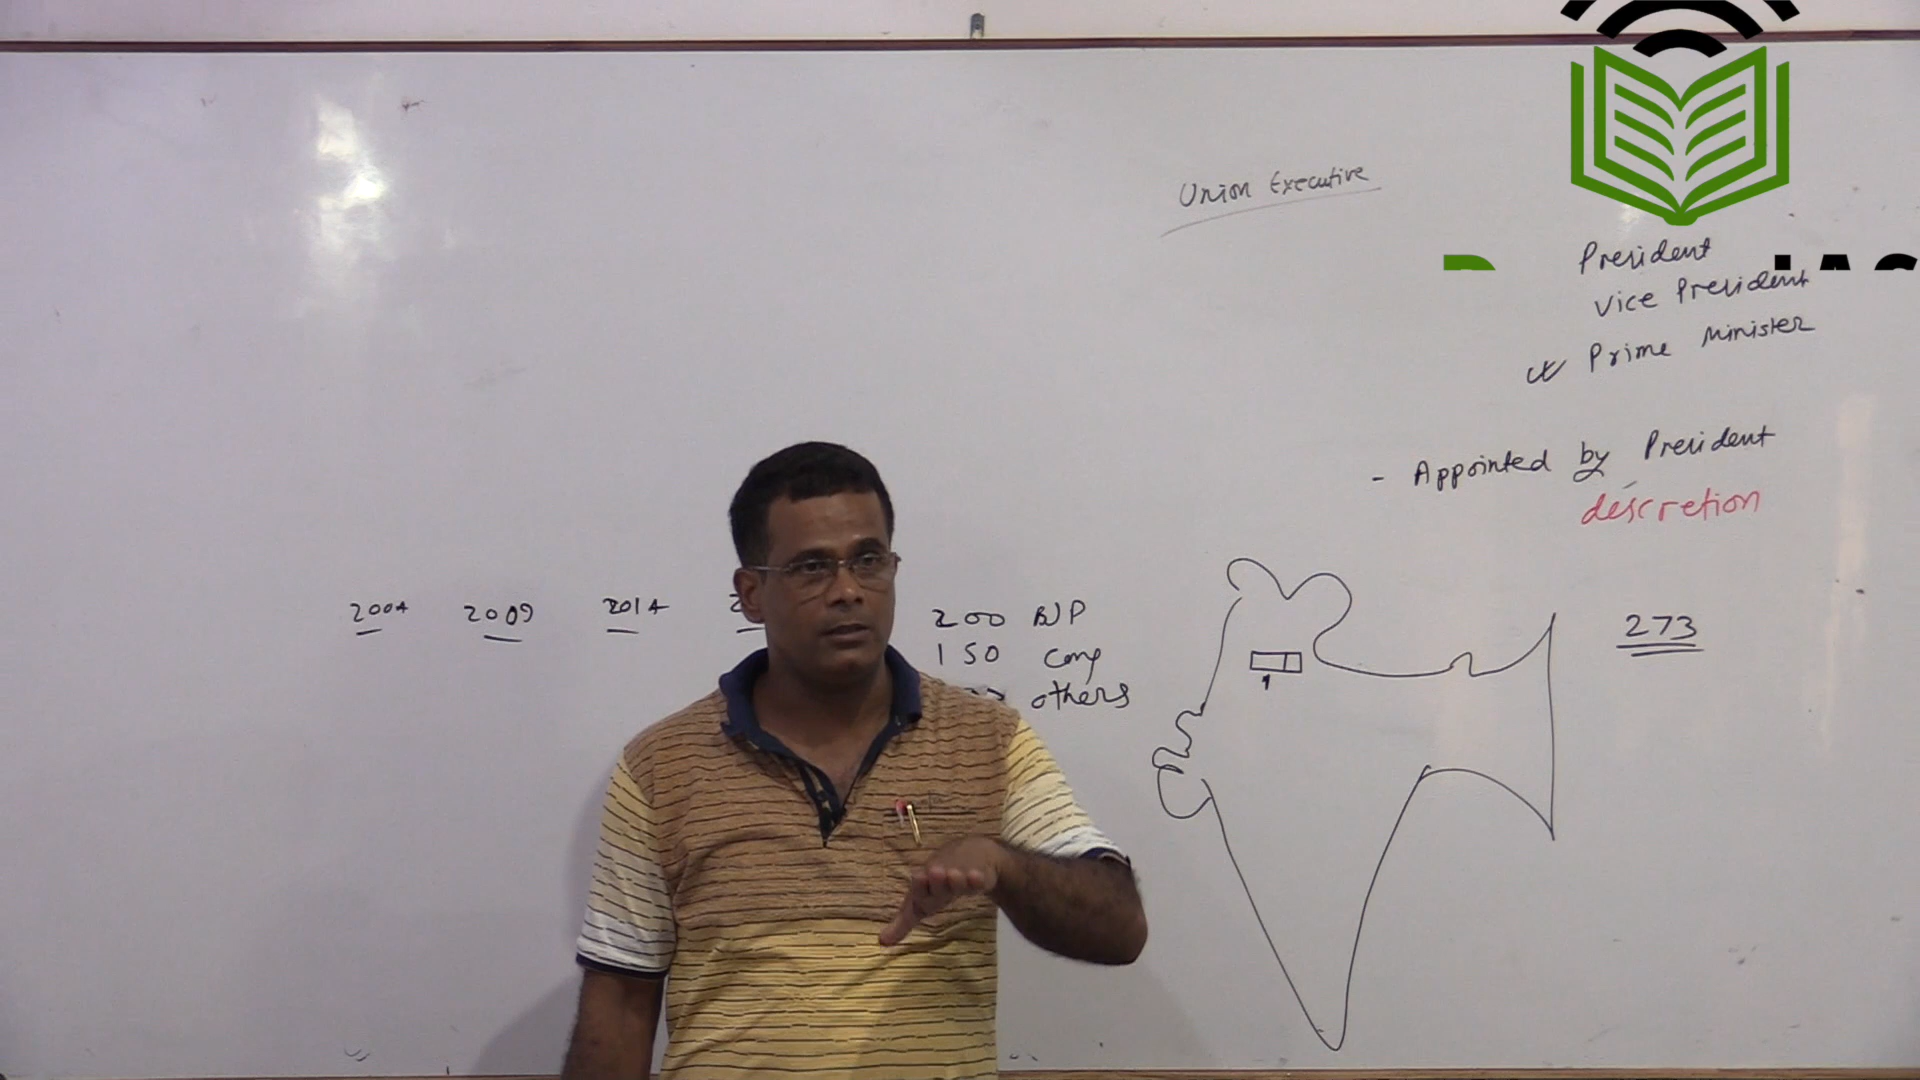 Union Executive
President
Vice President
Prime Minister
- Appointed by President
descretion
2004 2009 2014
200 BJP
150 Cong
others
273
1